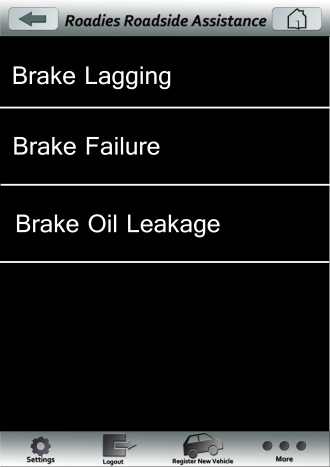 Roadies Roadside Assistance
Brake Lagging
Brake Failure
Brake Oil Leakage
Settings
Logout
Register New Vehicle
More